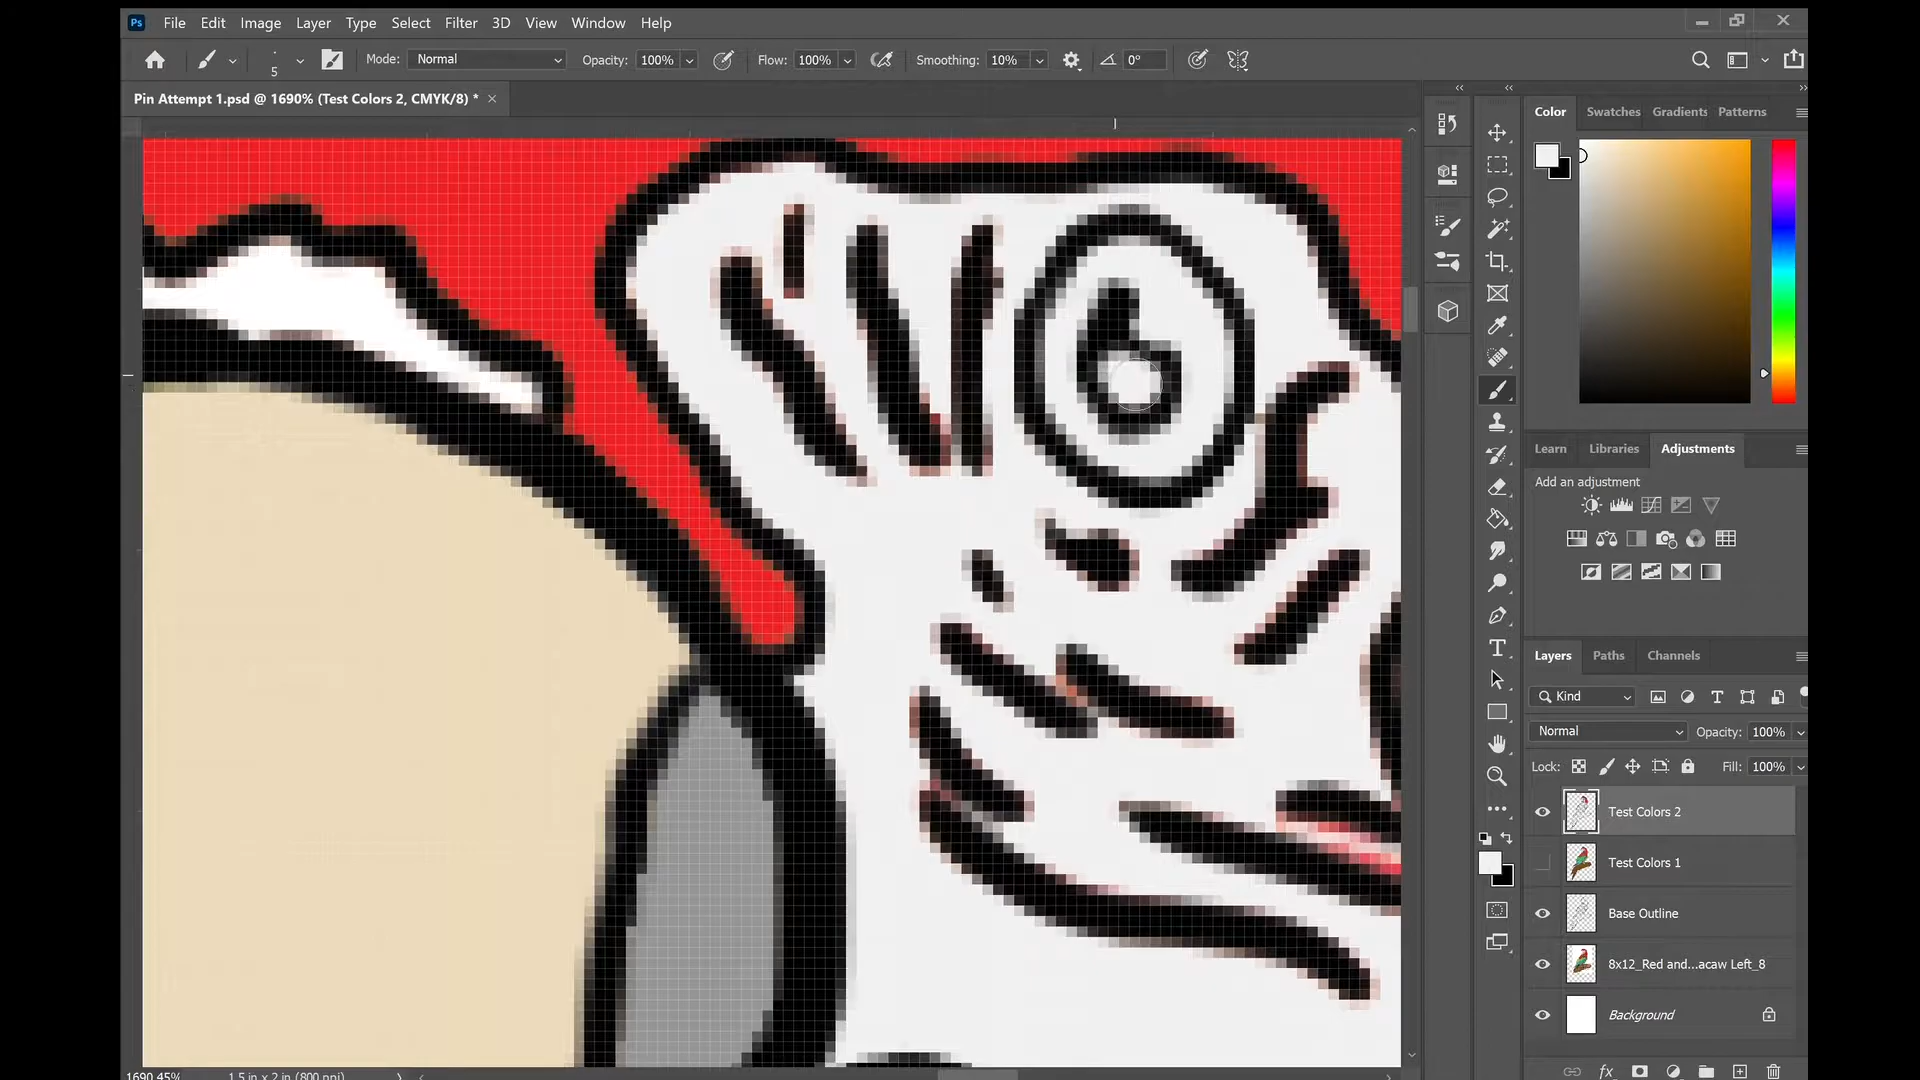 Ps File Edit Image Layer Type Select Filter 3D View Window Help
5 Mode: Normal Opacity: 100% Flow: 100% Smoothing: 10% 0°
Pin Attempt 1.psd @ 1690% (Test Colors 2, CMYK/8) *
Color Swatches Gradients Patterns
Learn Libraries Adjustments
Add an adjustment
Layers Paths Channels
Kind
Normal Opacity: 100%
Lock: Fill: 100%
Test Colors 2
Test Colors 1
Base Outline
8x12_Red and...acaw Left_8
Background
1690.45% 1.5 in x 2 in (800 ppi)